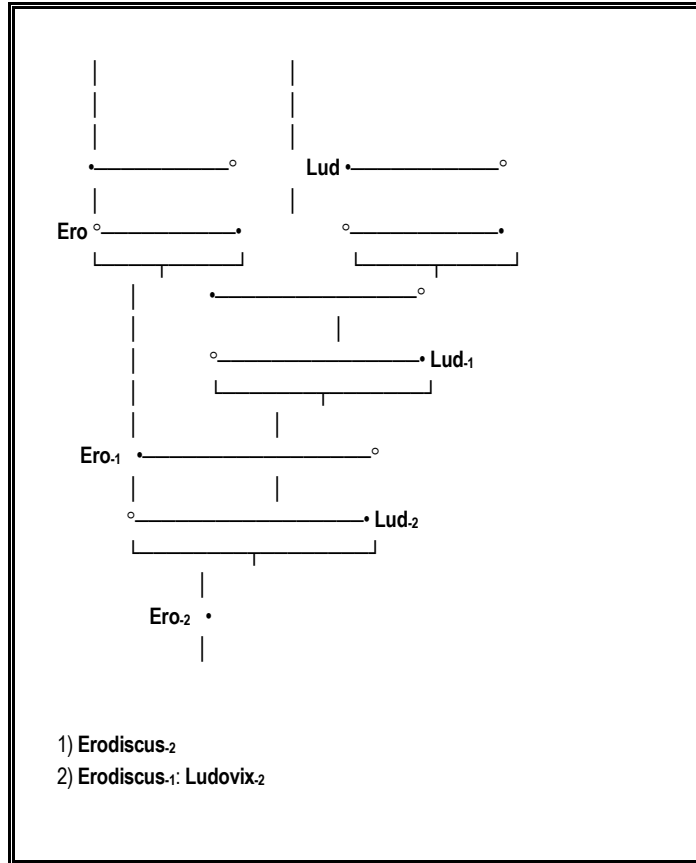 Lud
Ero
Lud-1
Ero-1
Lud-2
Ero-2
1) Erodiscus-2
2) Erodiscus-1: Ludovix-2